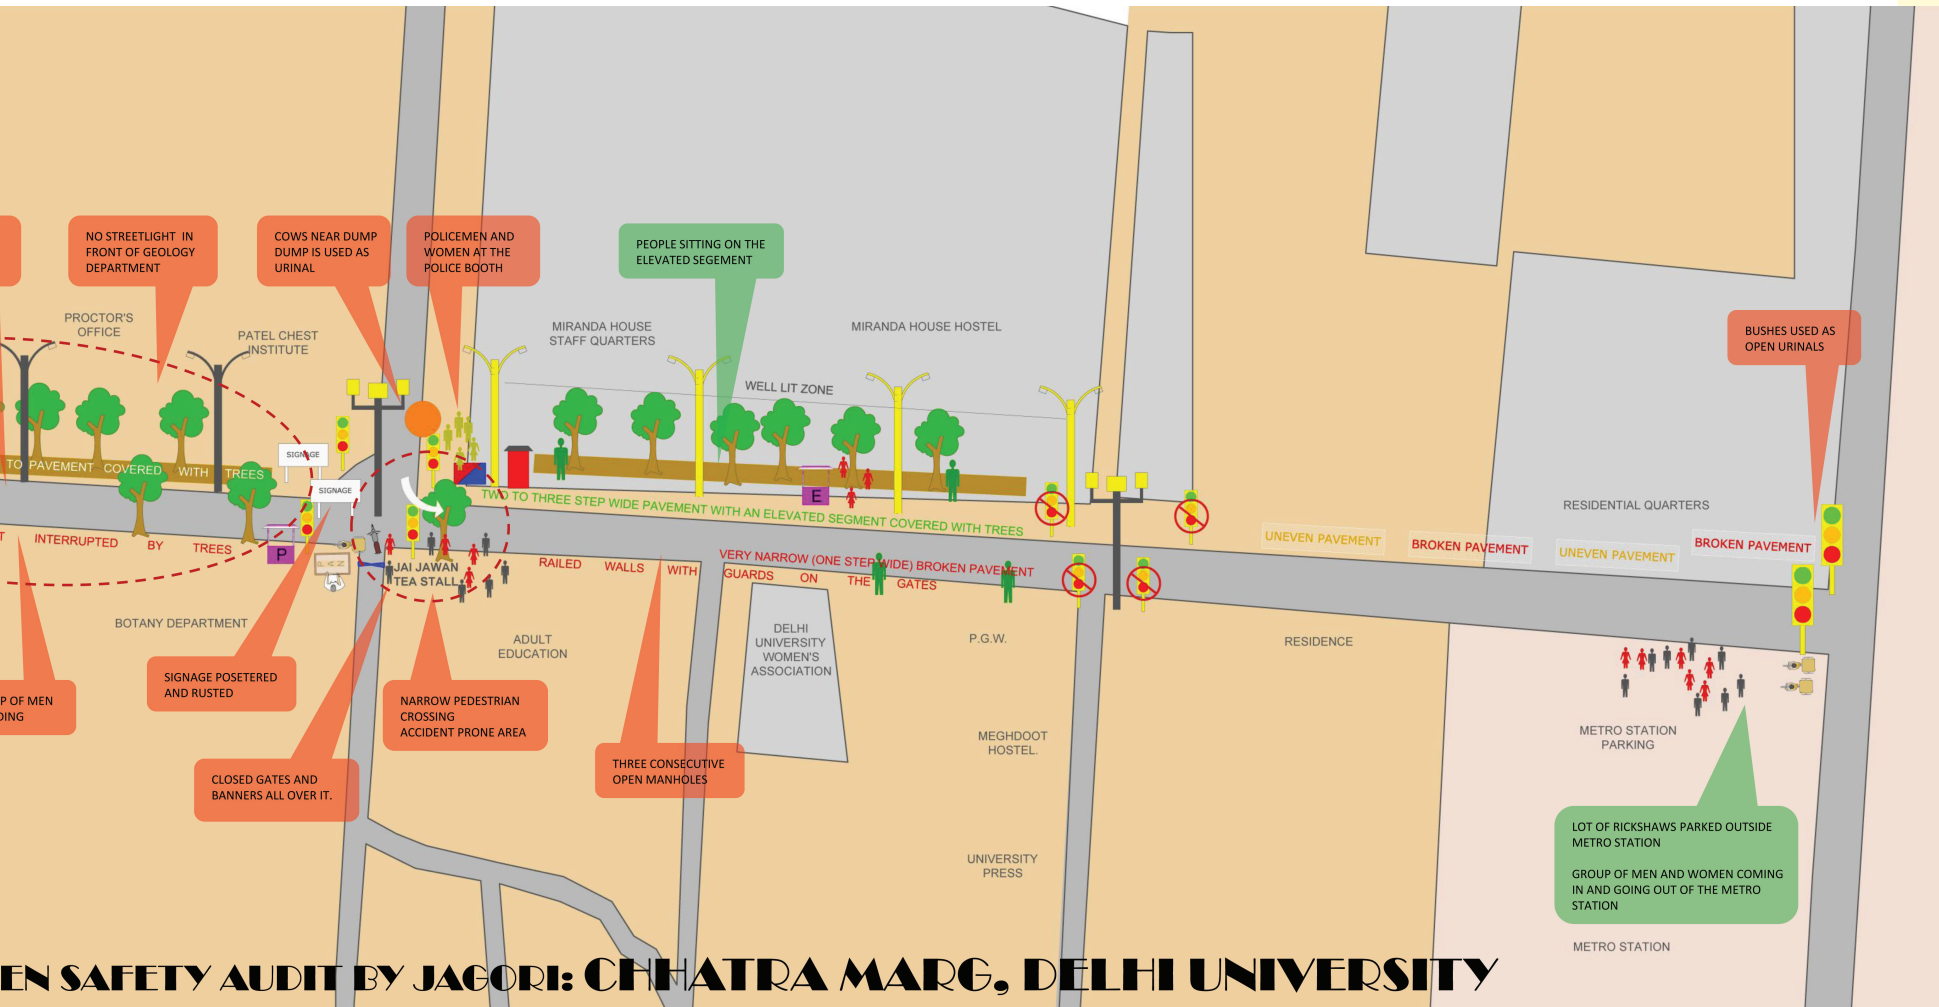 NO STREETLIGHT IN
FRONT OF GEOLOGY
DEPARTMENT
COWS NEAR DUMP
DUMP IS USED AS
URINAL
POLICEMEN AND
WOMEN AT THE
POLICE BOOTH
PEOPLE SITTING ON THE
ELEVATED SEGEMENT
PROCTOR'S
OFFICE
PATEL CHEST
INSTITUTE
MIRANDA HOUSE
STAFF QUARTERS
MIRANDA HOUSE HOSTEL
BUSHES USED AS
OPEN URINALS
WELL LIT ZONE
SIGNAGE
TO PAVEMENT COVERED WITH TREES
SIGNAGE
E
TWO TO THREE STEP WIDE PAVEMENT WITH AN ELEVATED SEGMENT COVERED WITH TREES
RESIDENTIAL QUARTERS
UNEVEN PAVEMENT
BROKEN PAVEMENT
UNEVEN PAVEMENT
BROKEN PAVEMENT
T INTERRUPTED BY TREES
P
PAN
JAI JAWAN
TEA STALL
VERY NARROW (ONE STEP WIDE) BROKEN PAVEMENT
RAILED WALLS WITH GUARDS ON THE GATES
BOTANY DEPARTMENT
ADULT
EDUCATION
DELHI
UNIVERSITY
WOMEN'S
ASSOCIATION
P.G.W.
RESIDENCE
SIGNAGE POSETERED
AND RUSTED
P OF MEN
DING
NARROW PEDESTRIAN
CROSSING
ACCIDENT PRONE AREA
THREE CONSECUTIVE
OPEN MANHOLES
MEGHDOOT
HOSTEL.
METRO STATION
PARKING
CLOSED GATES AND
BANNERS ALL OVER IT.
LOT OF RICKSHAWS PARKED OUTSIDE
METRO STATION
GROUP OF MEN AND WOMEN COMING
IN AND GOING OUT OF THE METRO
STATION
UNIVERSITY
PRESS
METRO STATION
EN SAFETY AUDIT BY JAGORI: CHHATRA MARG, DELHI UNIVERSITY